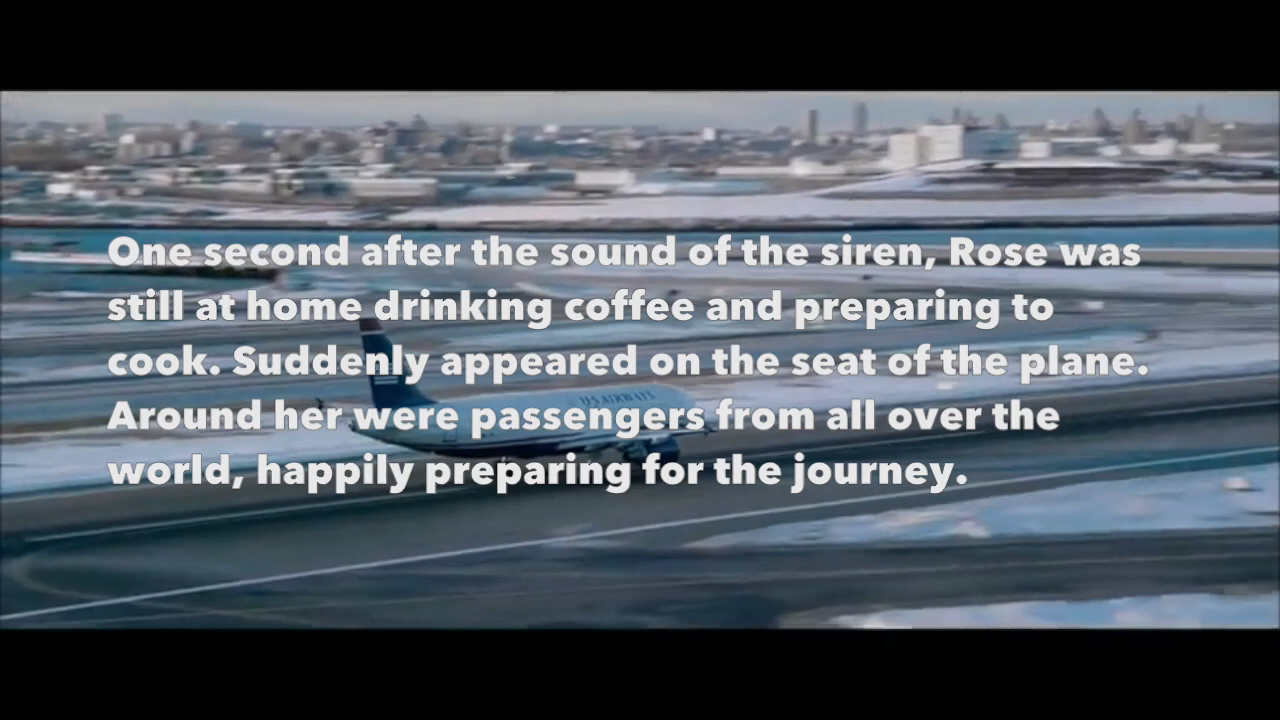 One second after the sound of the siren, Rose was
still at home drinking coffee and preparing to
cook. Suddenly appeared on the seat of the plane.
Around her were passengers from all over the
world, happily preparing for the journey.
US AIRWAYS